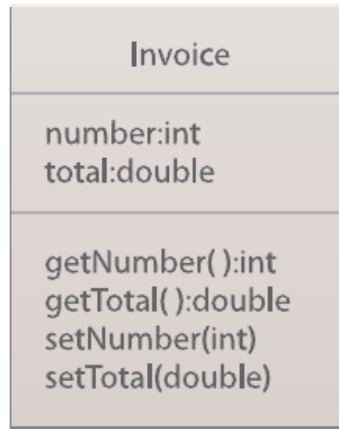 Invoice
number:int
total:double
getNumber( ):int
getTotal( ):double
setNumber(int)
setTotal(double)